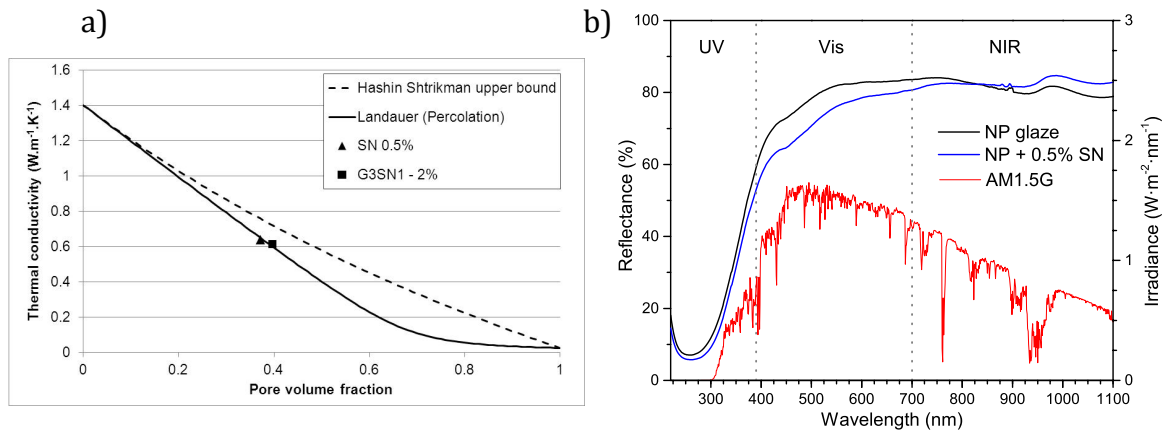 a)
Thermal conductivity (W.m⁻¹.K⁻¹)
1.6
1.4
1.2
1
0.8
0.6
0.4
0.2
0
Hashin Shtrikman upper bound
Landauer (Percolation)
SN 0.5%
G3SN1 - 2%
0
0.2
0.4
0.6
0.8
1
Pore volume fraction
b)
Reflectance (%)
100
80
60
40
20
0
UV
Vis
NIR
NP glaze
NP + 0.5% SN
AM1.5G
3
2
1
0
Irradiance (W·m⁻²·nm⁻¹)
300
400
500
600
700
800
900
1000
1100
Wavelength (nm)